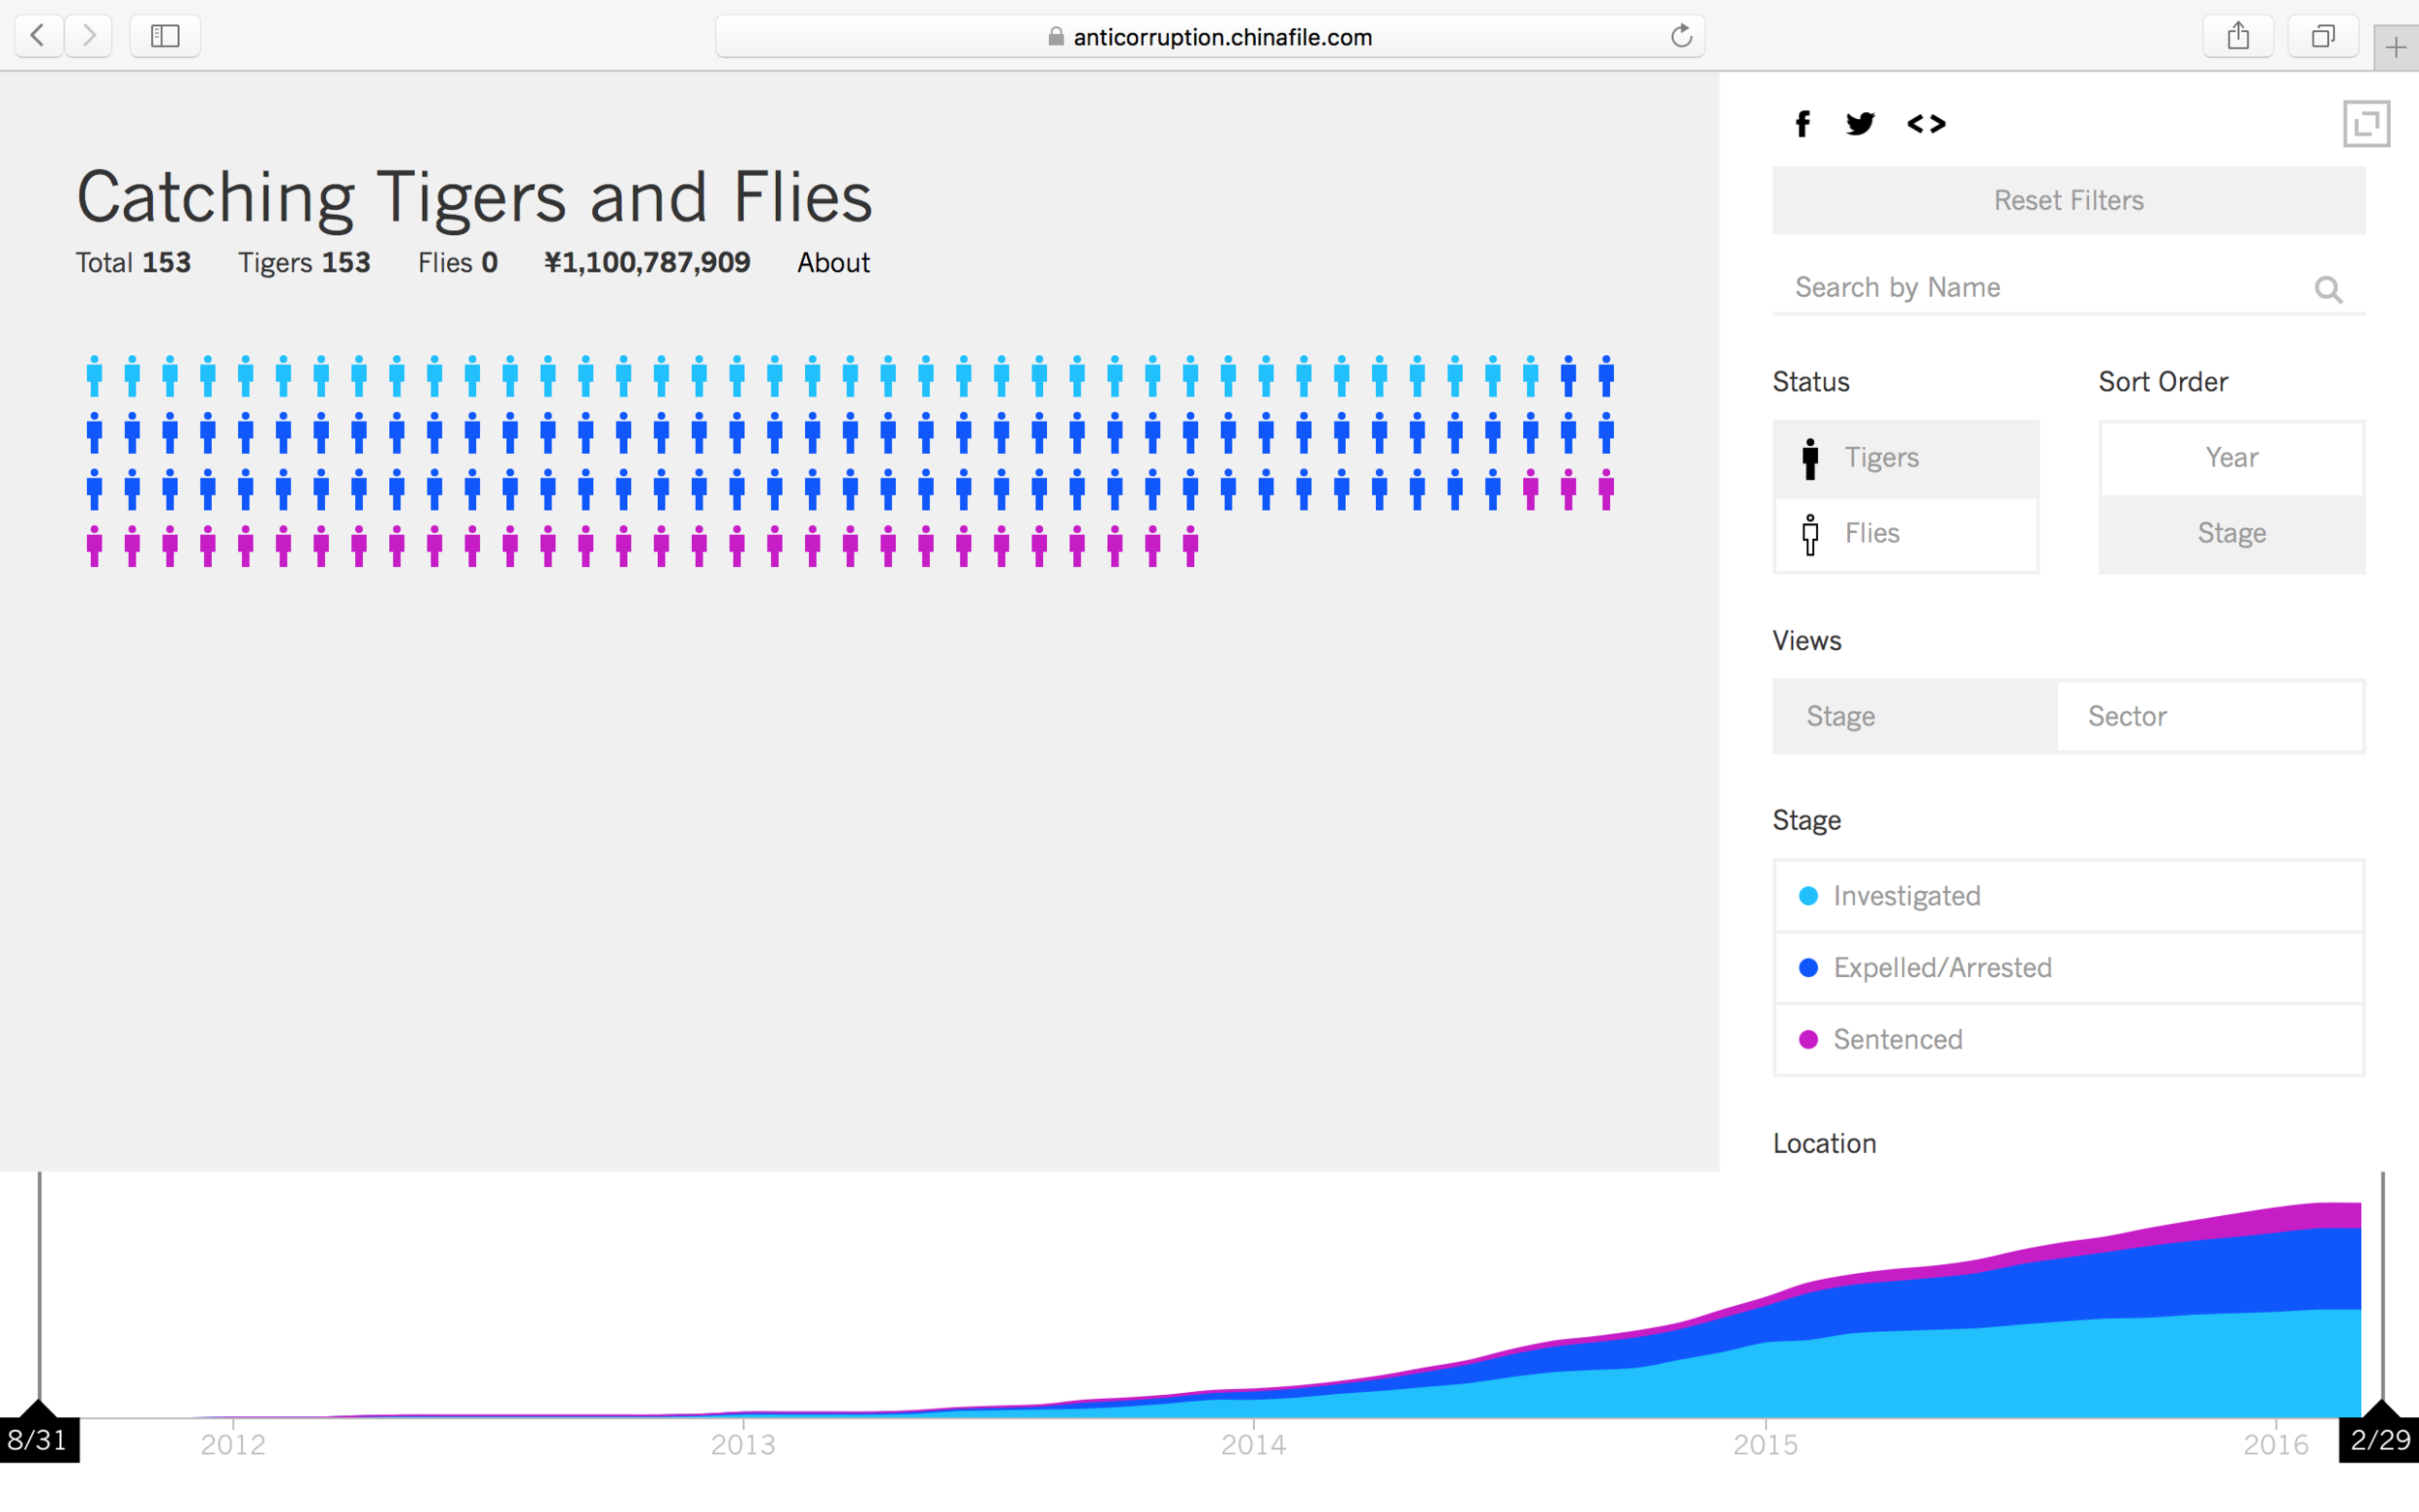 anticorruption.chinafile.com
Catching Tigers and Flies
Total 153 Tigers 153 Flies 0 ¥1,100,787,909 About
Reset Filters
Search by Name
Status Sort Order
Tigers Year
Flies Stage
Views
Stage Sector
Stage
Investigated
Expelled/Arrested
Sentenced
Location
8/31 2012 2013 2014 2015 2016 2/29